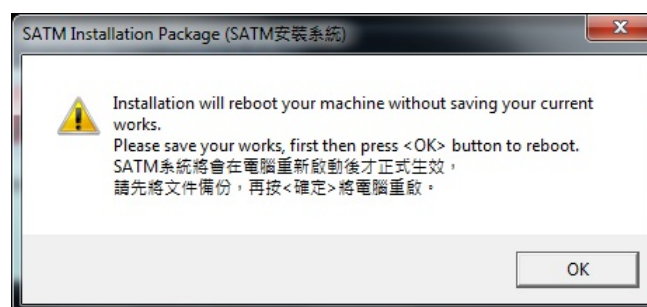 SATM Installation Package (SATM安裝系統)
Installation will reboot your machine without saving your current
works.
Please save your works, first then press <OK> button to reboot.
SATM系統將會在電腦重新啟動後才正式生效，
請先將文件備份，再按<確定>將電腦重啟。
OK